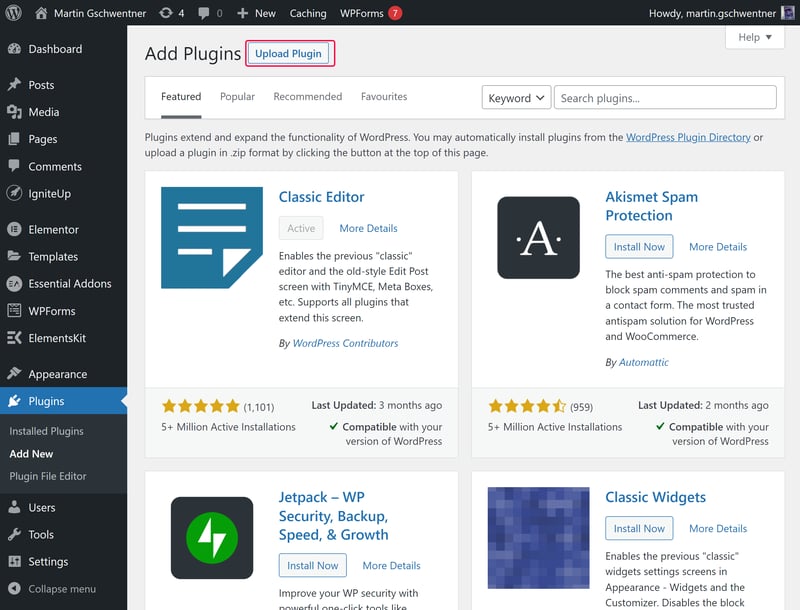 Martin Gschwentner 4 0 New Caching WPForms 7 Howdy, martin.gschwentner
Dashboard
Posts
Media
Pages
Comments
IgniteUp
Elementor
Templates
Essential Addons
WPForms
ElementsKit
Appearance
Plugins
Installed Plugins
Add New
Plugin File Editor
Users
Tools
Settings
Collapse menu
Help
Add Plugins Upload Plugin
Featured Popular Recommended Favourites Keyword Search plugins...
Plugins extend and expand the functionality of WordPress. You may automatically install plugins from the WordPress Plugin Directory or
upload a plugin in .zip format by clicking the button at the top of this page.
Classic Editor
Active More Details
Enables the previous "classic"
editor and the old-style Edit Post
screen with TinyMCE, Meta Boxes,
etc. Supports all plugins that
extend this screen.
By WordPress Contributors
(1,101)
5+ Million Active Installations
Last Updated: 3 months ago
Compatible with your
version of WordPress
A
Akismet Spam
Protection
Install Now More Details
The best anti-spam protection to
block spam comments and spam in
a contact form. The most trusted
antispam solution for WordPress
and WooCommerce.
By Automattic
(959)
5+ Million Active Installations
Last Updated: 2 months ago
Compatible with your
version of WordPress
Jetpack – WP
Security, Backup,
Speed, & Growth
Install Now More Details
Improve your WP security with
powerful one-click tools like
Classic Widgets
Install Now More Details
Enables the previous "classic"
widgets settings screens in
Appearance - Widgets and the
Customizer. Disables the block